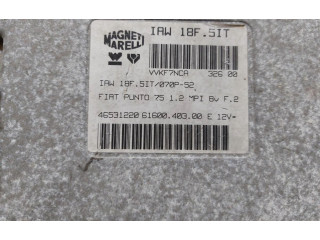 MAGNETI MARELLI
IAW 18F.5IT
VVKF7NCA 326 00
IAW 18F.5IT/070P-52
FIAT PUNTO 75 1.2 MPI 8v F.2
46531220 61600.403.00 E 12V=